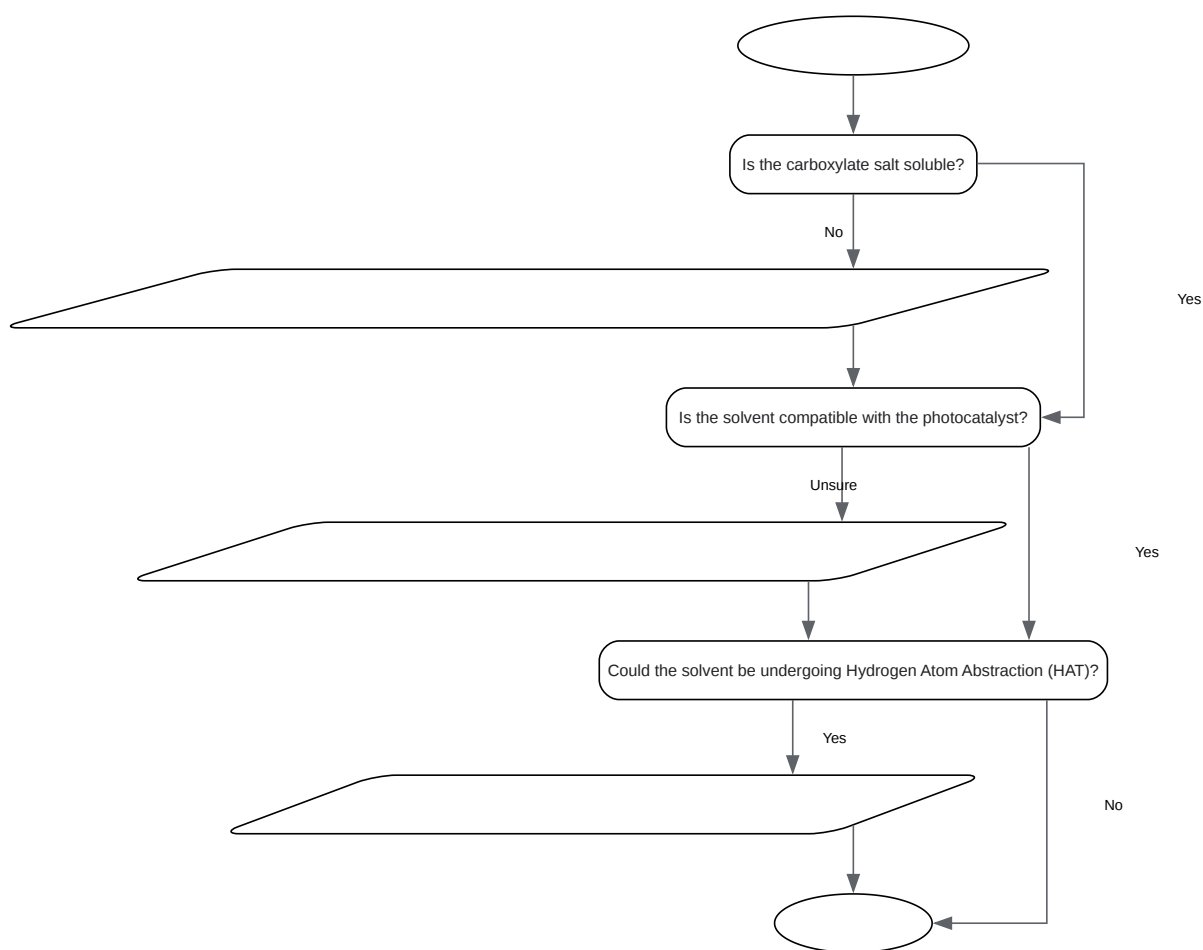 Is the carboxylate salt soluble?
No
Yes
Is the solvent compatible with the photocatalyst?
Unsure
Yes
Could the solvent be undergoing Hydrogen Atom Abstraction (HAT)?
Yes
No